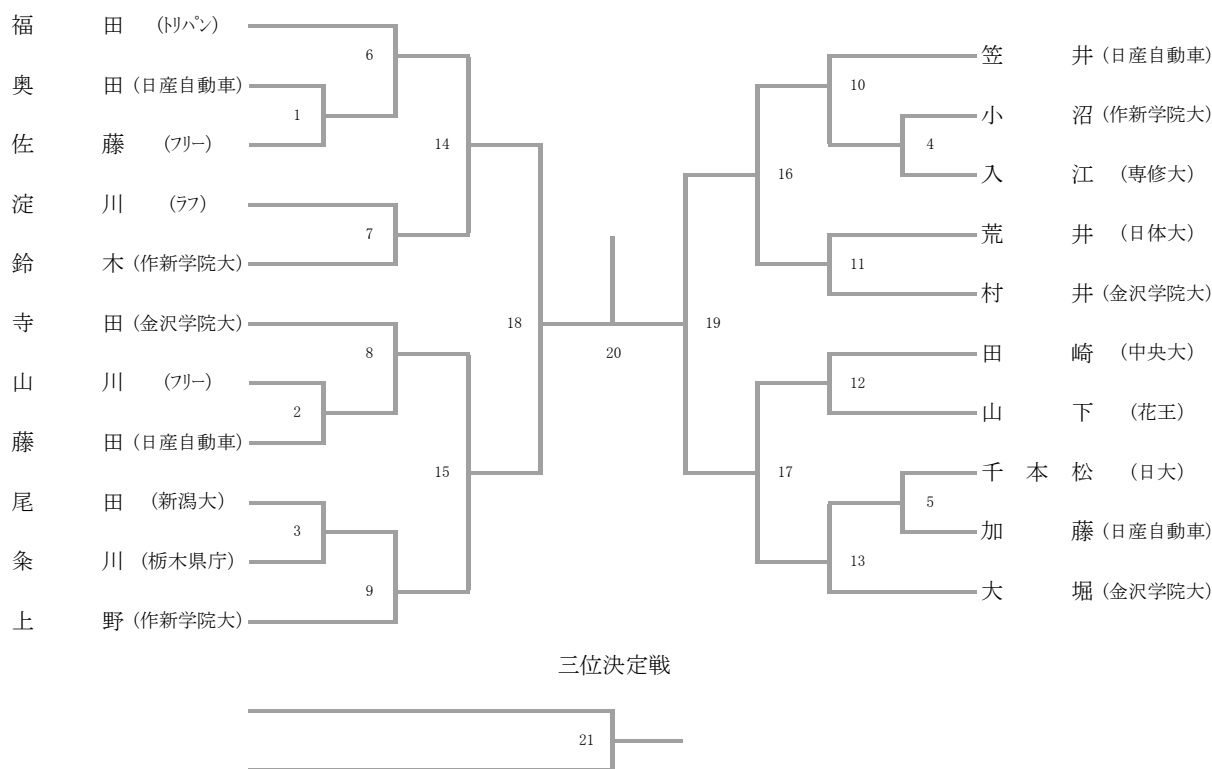 福田 (トリパン)
6
奥田 (日産自動車)
1
佐藤 (フリー)
14
淀川 (ラフ)
7
鈴木 (作新学院大)
寺田 (金沢学院大)
18
8
山川 (フリー)
2
藤田 (日産自動車)
15
尾田 (新潟大)
3
粂川 (栃木県庁)
9
上野 (作新学院大)
20
笠井 (日産自動車)
10
小沼 (作新学院大)
4
入江 (専修大)
16
荒井 (日体大)
11
村井 (金沢学院大)
19
田崎 (中央大)
12
山下 (花王)
17
千本松 (日大)
5
加藤 (日産自動車)
13
大堀 (金沢学院大)
三位決定戦
21